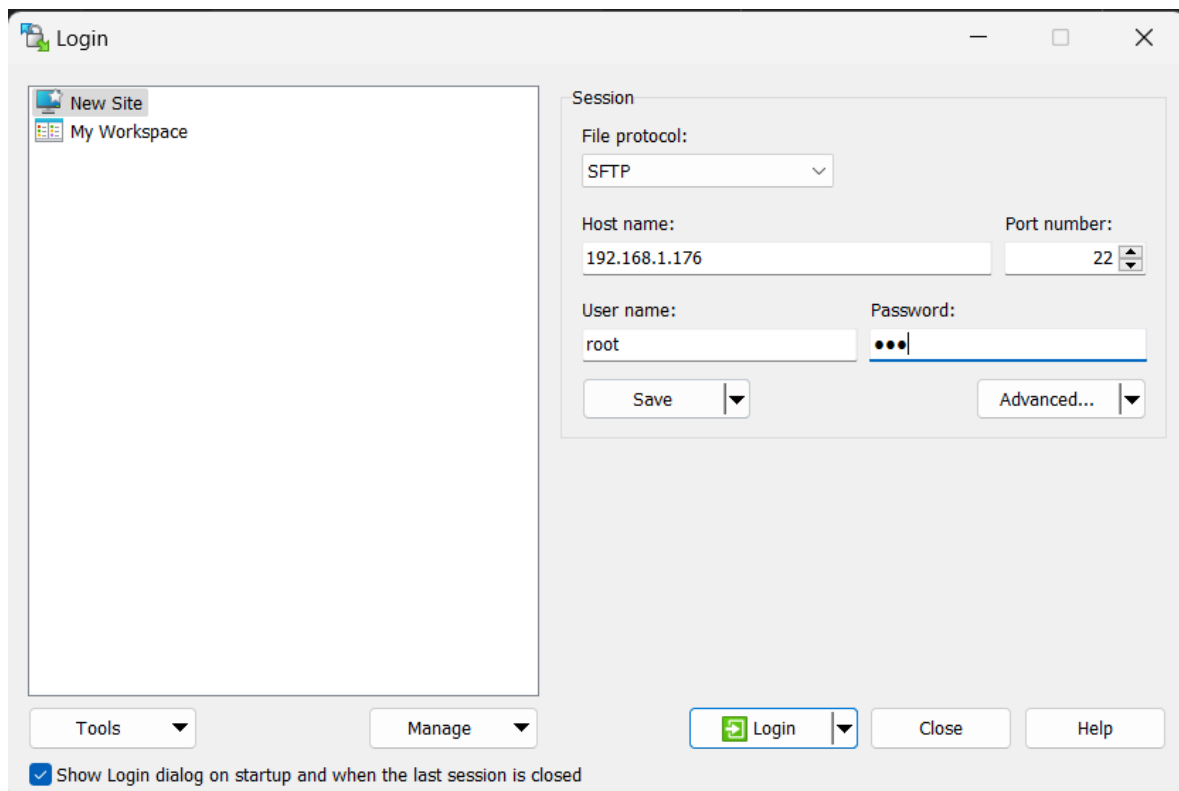 Login
New Site
My Workspace
Session
File protocol:
SFTP
Host name:
Port number:
192.168.1.176
22
User name:
Password:
root
●●●
Save
Advanced...
Tools
Manage
Login
Close
Help
Show Login dialog on startup and when the last session is closed